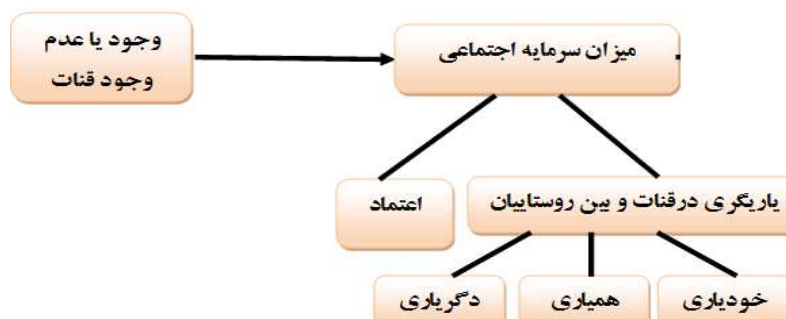 وجود یا عدم
وجود قنات
میزان سرمایه اجتماعی
اعتماد
یاریگری درقنات و بین روستاییان
خودیاری
همیاری
دگریاری